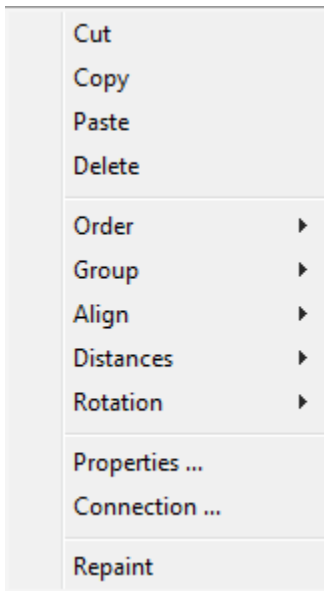 Cut
Copy
Paste
Delete
Order
Group
Align
Distances
Rotation
Properties ...
Connection ...
Repaint